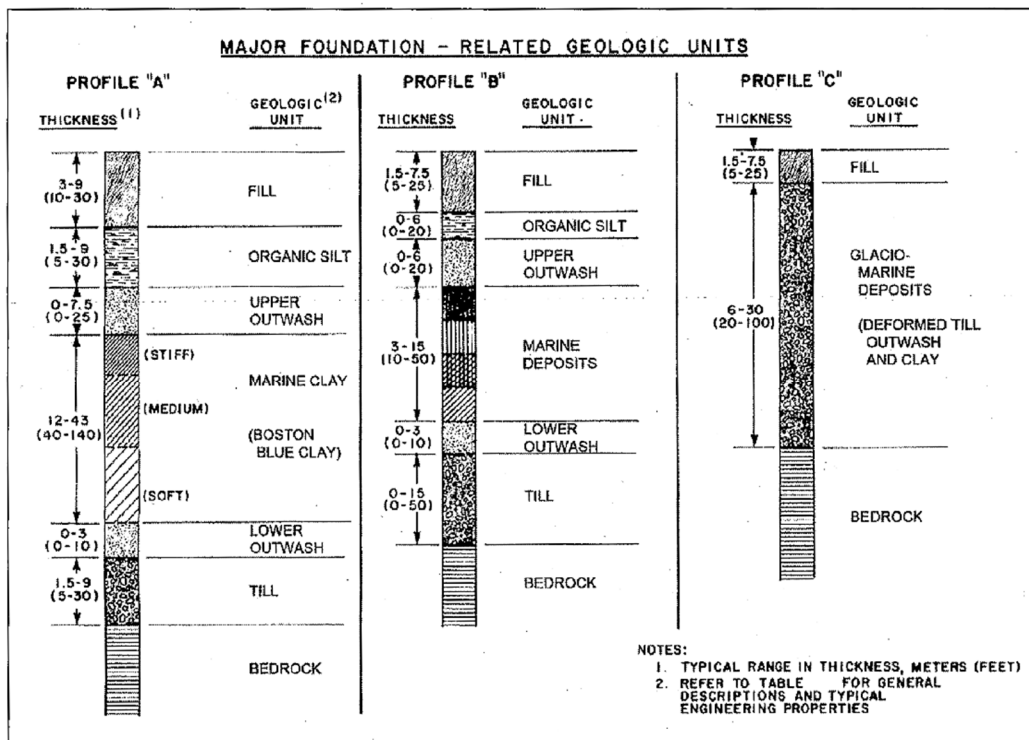 MAJOR FOUNDATION - RELATED GEOLOGIC UNITS
PROFILE "A"
THICKNESS (1)
GEOLOGIC (2)
UNIT
3-9
(10-30)
FILL
1.5-9
(5-30)
ORGANIC SILT
0-7.5
(0-25)
UPPER
OUTWASH
12-43
(40-140)
(STIFF)
MARINE CLAY
(MEDIUM)
(BOSTON
BLUE CLAY)
(SOFT)
0-3
(0-10)
LOWER
OUTWASH
1.5-9
(5-30)
TILL
BEDROCK
PROFILE "B"
THICKNESS
GEOLOGIC
UNIT
1.5-7.5
(5-25)
FILL
0-6
(0-20)
ORGANIC SILT
0-6
(0-20)
UPPER
OUTWASH
3-15
(10-50)
MARINE
DEPOSITS
0-3
(0-10)
LOWER
OUTWASH
0-15
(0-50)
TILL
BEDROCK
PROFILE "C"
THICKNESS
GEOLOGIC
UNIT
1.5-7.5
(5-25)
FILL
6-30
(20-100)
GLACIO-
MARINE
DEPOSITS
(DEFORMED TILL
OUTWASH
AND CLAY)
BEDROCK
NOTES:
1. TYPICAL RANGE IN THICKNESS, METERS (FEET)
2. REFER TO TABLE FOR GENERAL
DESCRIPTIONS AND TYPICAL
ENGINEERING PROPERTIES